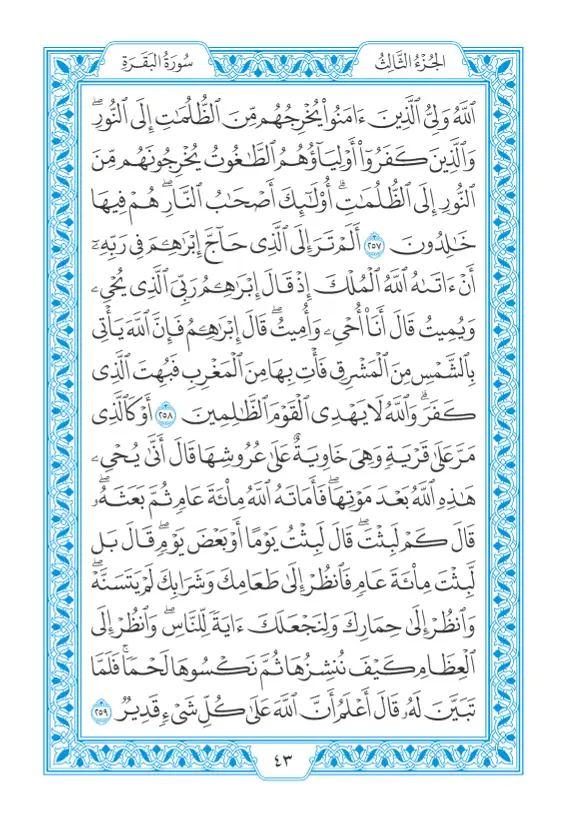 الجُزْءُ الثَّالِثُ
سُورَةُ البَقَرَةِ
ٱللَّهُ وَلِىُّ ٱلَّذِينَ ءَامَنُوا۟ يُخْرِجُهُم مِّنَ ٱلظُّلُمَٰتِ إِلَى ٱلنُّورِۖ
وَٱلَّذِينَ كَفَرُوٓا۟ أَوْلِيَآؤُهُمُ ٱلطَّٰغُوتُ يُخْرِجُونَهُم مِّنَ
ٱلنُّورِ إِلَى ٱلظُّلُمَٰتِۗ أُو۟لَٰٓئِكَ أَصْحَٰبُ ٱلنَّارِۖ هُمْ فِيهَا
خَٰلِدُونَ ٢٥٧ أَلَمْ تَرَ إِلَى ٱلَّذِى حَآجَّ إِبْرَٰهِۦمَ فِى رَبِّهِۦٓ
أَنْ ءَاتَىٰهُ ٱللَّهُ ٱلْمُلْكَ إِذْ قَالَ إِبْرَٰهِۦمُ رَبِّىَ ٱلَّذِى يُحْىِۦ
وَيُمِيتُ قَالَ أَنَا۠ أُحْىِۦ وَأُمِيتُۖ قَالَ إِبْرَٰهِۦمُ فَإِنَّ ٱللَّهَ يَأْتِى
بِٱلشَّمْسِ مِنَ ٱلْمَشْرِقِ فَأْتِ بِهَا مِنَ ٱلْمَغْرِبِ فَبُهِتَ ٱلَّذِى
كَفَرَۗ وَٱللَّهُ لَا يَهْدِى ٱلْقَوْمَ ٱلظَّٰلِمِينَ ٢٥٨ أَوْ كَٱلَّذِى
مَرَّ عَلَىٰ قَرْيَةٍ وَهِىَ خَاوِيَةٌ عَلَىٰ عُرُوشِهَا قَالَ أَنَّىٰ يُحْىِۦ
هَٰذِهِ ٱللَّهُ بَعْدَ مَوْتِهَاۖ فَأَمَاتَهُ ٱللَّهُ مِا۟ئَةَ عَامٍ ثُمَّ بَعَثَهُۥۖ
قَالَ كَمْ لَبِثْتَۖ قَالَ لَبِثْتُ يَوْمًا أَوْ بَعْضَ يَوْمٍۖ قَالَ بَل
لَّبِثْتَ مِا۟ئَةَ عَامٍ فَٱنظُرْ إِلَىٰ طَعَامِكَ وَشَرَابِكَ لَمْ يَتَسَنَّهْۖ
وَٱنظُرْ إِلَىٰ حِمَارِكَ وَلِنَجْعَلَكَ ءَايَةً لِّلنَّاسِۖ وَٱنظُرْ إِلَى
ٱلْعِظَامِ كَيْفَ نُنشِزُهَا ثُمَّ نَكْسُوهَا لَحْمًاۚ فَلَمَّا
تَبَيَّنَ لَهُۥ قَالَ أَعْلَمُ أَنَّ ٱللَّهَ عَلَىٰ كُلِّ شَىْءٍ قَدِيرٌ ٢٥٩
٤٣